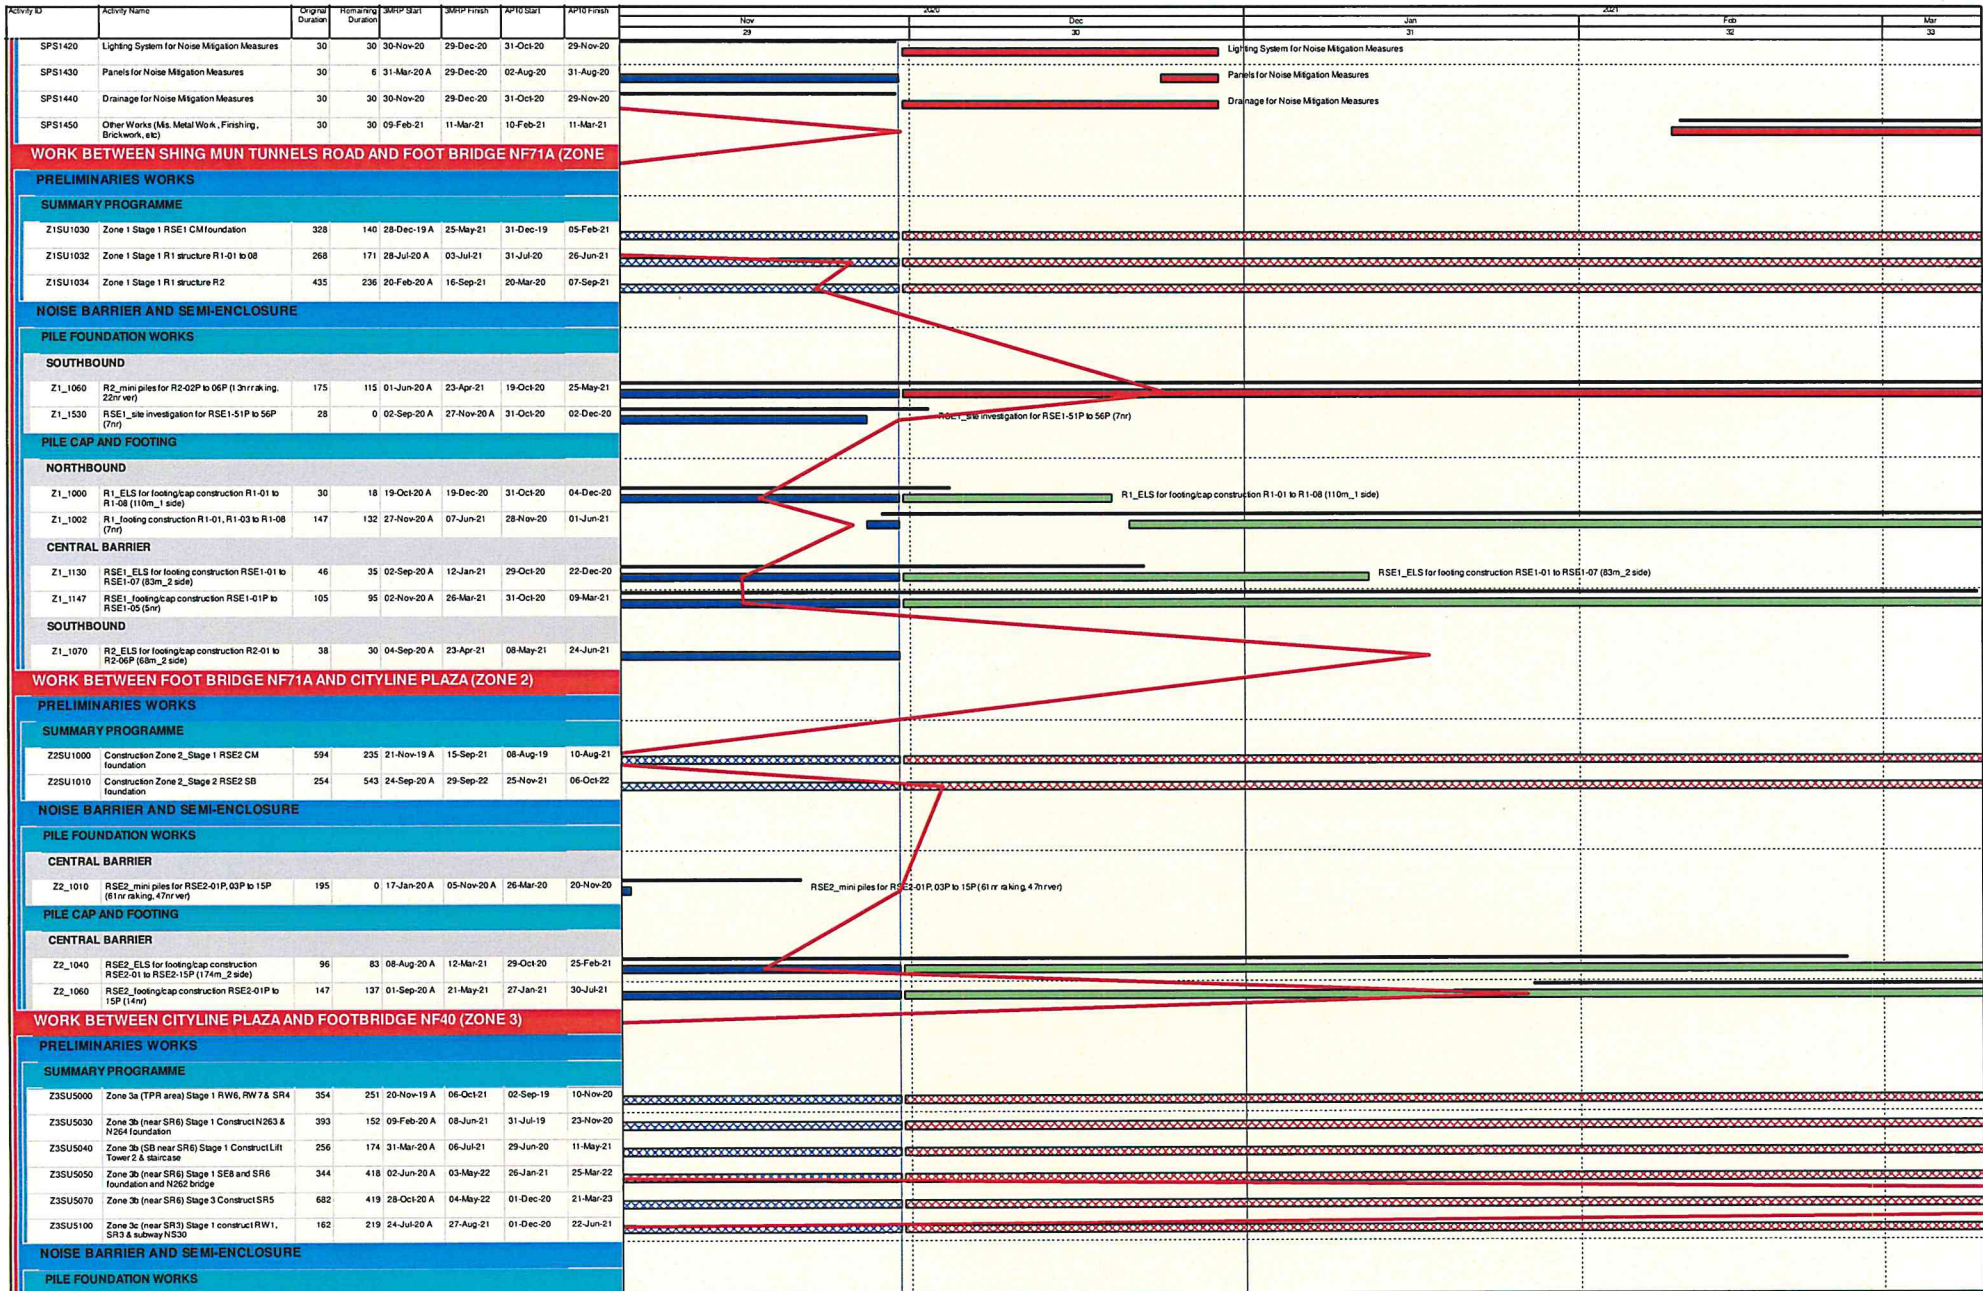 Activity ID Activity Name Original Duration Remaining Duration 3MRP Start 3MRP Finish AP10 Start AP10 Finish 2020 2021
Nov Dec Jan Feb Mar
29 30 31 32 33
SPS1420 Lighting System for Noise Mitigation Measures 30 30 30-Nov-20 29-Dec-20 31-Oct-20 29-Nov-20 Lighting System for Noise Mitigation Measures
SPS1430 Panels for Noise Mitigation Measures 30 6 31-Mar-20 A 29-Dec-20 02-Aug-20 31-Aug-20 Panels for Noise Mitigation Measures
SPS1440 Drainage for Noise Mitigation Measures 30 30 30-Nov-20 29-Dec-20 31-Oct-20 29-Nov-20 Drainage for Noise Mitigation Measures
SPS1450 Other Works (Mis. Metal Work, Finishing, 30 30 09-Feb-21 11-Mar-21 10-Feb-21 11-Mar-21
Brickwork, etc)
WORK BETWEEN SHING MUN TUNNELS ROAD AND FOOT BRIDGE NF71A (ZONE
PRELIMINARIES WORKS
SUMMARY PROGRAMME
Z1SU1030 Zone 1 Stage 1 RSE1 CM foundation 328 140 28-Dec-19 A 25-May-21 31-Dec-19 05-Feb-21
Z1SU1032 Zone 1 Stage 1 R1 structure R1-01 to 08 268 171 28-Jul-20 A 03-Jul-21 31-Jul-20 26-Jun-21
Z1SU1034 Zone 1 Stage 1 R1 structure R2 435 236 20-Feb-20 A 16-Sep-21 20-Mar-20 07-Sep-21
NOISE BARRIER AND SEMI-ENCLOSURE
PILE FOUNDATION WORKS
SOUTHBOUND
Z1_1060 R2_mini piles for R2-02P to 06P (13nr raking, 175 115 01-Jun-20 A 23-Apr-21 19-Oct-20 25-May-21
22nr ver)
Z1_1530 RSE1_site investigation for RSE1-51P to 56P 28 0 02-Sep-20 A 27-Nov-20 A 31-Oct-20 02-Dec-20 RSE1_site investigation for RSE1-51P to 56P (7nr)
(7nr)
PILE CAP AND FOOTING
NORTHBOUND
Z1_1000 R1_ELS for footing/cap construction R1-01 to 30 18 19-Oct-20 A 19-Dec-20 31-Oct-20 04-Dec-20 R1_ELS for footing/cap construction R1-01 to R1-08 (110m_1 side)
R1-08 (110m_1 side)
Z1_1002 R1_footing construction R1-01, R1-03 to R1-08 147 132 27-Nov-20 A 07-Jun-21 28-Nov-20 01-Jun-21
(7nr)
CENTRAL BARRIER
Z1_1130 RSE1_ELS for footing construction RSE1-01 to 46 35 02-Sep-20 A 12-Jan-21 29-Oct-20 22-Dec-20 RSE1_ELS for footing construction RSE1-01 to RSE1-07 (83m_2 side)
RSE1-07 (83m_2 side)
Z1_1147 RSE1_footing/cap construction RSE1-01P to 105 95 02-Nov-20 A 26-Mar-21 31-Oct-20 09-Mar-21
RSE1-05 (5nr)
SOUTHBOUND
Z1_1070 R2_ELS for footing/cap construction R2-01 to 38 30 04-Sep-20 A 23-Apr-21 08-May-21 24-Jun-21
R2-06P (68m_2 side)
WORK BETWEEN FOOT BRIDGE NF71A AND CITYLINE PLAZA (ZONE 2)
PRELIMINARIES WORKS
SUMMARY PROGRAMME
Z2SU1000 Construction Zone 2_Stage 1 RSE2 CM 594 235 21-Nov-19 A 15-Sep-21 08-Aug-19 10-Aug-21
foundation
Z2SU1010 Construction Zone 2_Stage 2 RSE2 SB 254 543 24-Sep-20 A 29-Sep-22 25-Nov-21 06-Oct-22
foundation
NOISE BARRIER AND SEMI-ENCLOSURE
PILE FOUNDATION WORKS
CENTRAL BARRIER
Z2_1010 RSE2_mini piles for RSE2-01P, 03P to 15P 195 0 17-Jan-20 A 05-Nov-20 A 26-Mar-20 20-Nov-20 RSE2_mini piles for RSE2-01P, 03P to 15P (61nr raking, 47nr ver)
(61nr raking, 47nr ver)
PILE CAP AND FOOTING
CENTRAL BARRIER
Z2_1040 RSE2_ELS for footing/cap construction 96 83 08-Aug-20 A 12-Mar-21 29-Oct-20 25-Feb-21
RSE2-01 to RSE2-15P (174m_2 side)
Z2_1060 RSE2_footing/cap construction RSE2-01P to 147 137 01-Sep-20 A 21-May-21 27-Jan-21 30-Jul-21
15P (14nr)
WORK BETWEEN CITYLINE PLAZA AND FOOTBRIDGE NF40 (ZONE 3)
PRELIMINARIES WORKS
SUMMARY PROGRAMME
Z3SU5000 Zone 3a (TPR area) Stage 1 RW6, RW7 & SR4 354 251 20-Nov-19 A 06-Oct-21 02-Sep-19 10-Nov-20
Z3SU5030 Zone 3b (near SR6) Stage 1 Construct N263 & 393 152 09-Feb-20 A 08-Jun-21 31-Jul-19 23-Nov-20
N264 foundation
Z3SU5040 Zone 3b (SB near SR6) Stage 1 Construct Lift 256 174 31-Mar-20 A 06-Jul-21 29-Jun-20 11-May-21
Tower 2 & staircase
Z3SU5050 Zone 3b (near SR6) Stage 1 SE8 and SR6 344 418 02-Jun-20 A 03-May-22 26-Jan-21 25-Mar-22
foundation and N262 bridge
Z3SU5070 Zone 3b (near SR6) Stage 3 Construct SR5 682 419 28-Oct-20 A 04-May-22 01-Dec-20 21-Mar-23
Z3SU5100 Zone 3c (near SR3) Stage 1 construct RW1, 162 219 24-Jul-20 A 27-Aug-21 01-Dec-20 22-Jun-21
SR3 & subway NS30
NOISE BARRIER AND SEMI-ENCLOSURE
PILE FOUNDATION WORKS